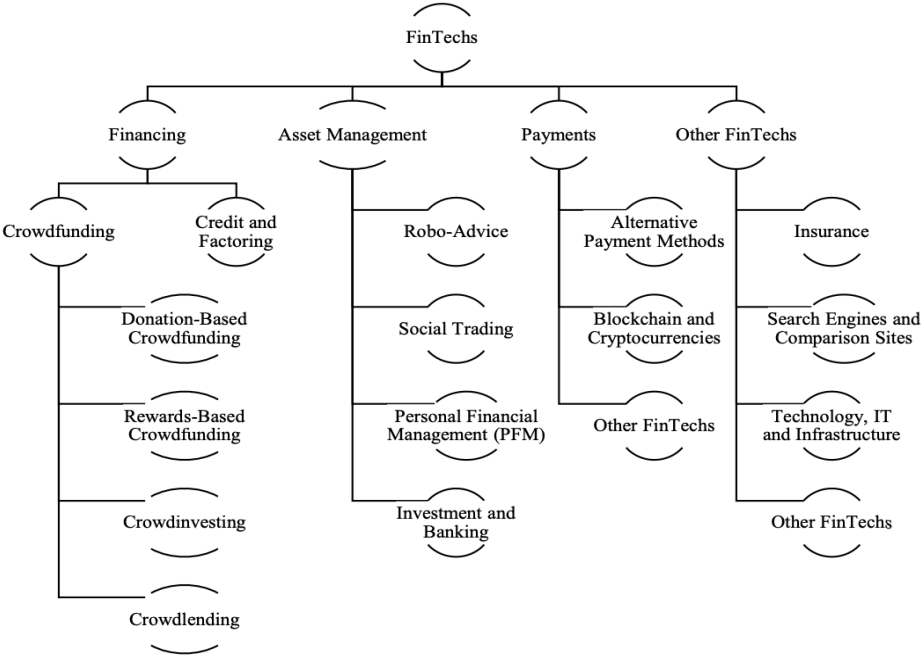 FinTechs
Financing
Asset Management
Payments
Other FinTechs
Crowdfunding
Credit and
Factoring
Donation-Based
Crowdfunding
Rewards-Based
Crowdfunding
Crowdinvesting
Crowdlending
Robo-Advice
Social Trading
Personal Financial
Management (PFM)
Investment and
Banking
Alternative
Payment Methods
Blockchain and
Cryptocurrencies
Other FinTechs
Insurance
Search Engines and
Comparison Sites
Technology, IT
and Infrastructure
Other FinTechs